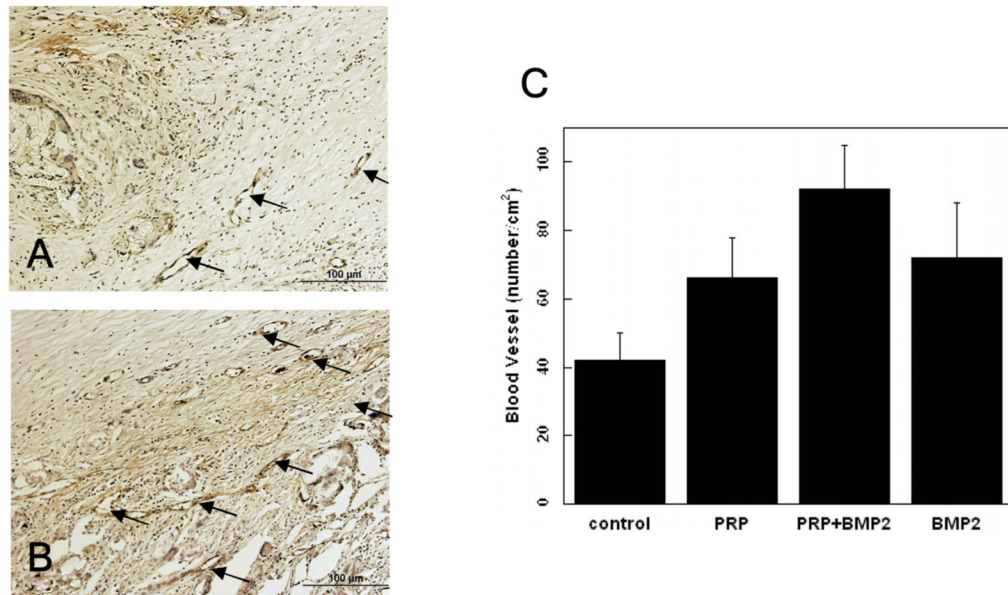 A
100 µm
B
100 µm
C
Blood Vessel (number/cm²)
100
80
60
40
20
0
control PRP PRP+BMP2 BMP2